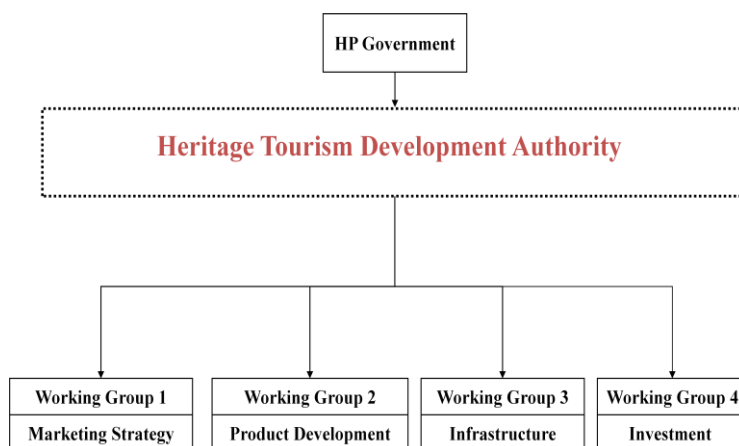 HP Government
Heritage Tourism Development Authority
Working Group 1
Marketing Strategy
Working Group 2
Product Development
Working Group 3
Infrastructure
Working Group 4
Investment